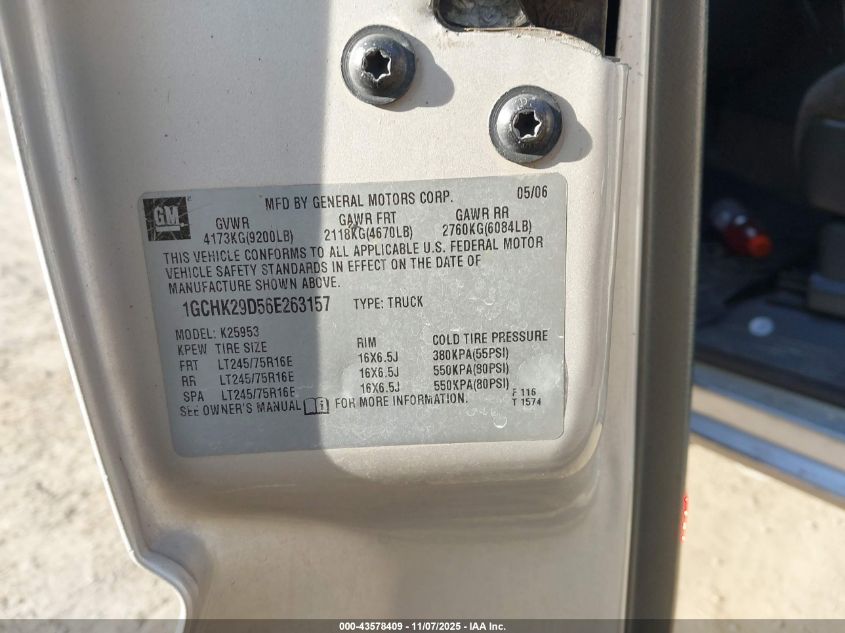 MFD BY GENERAL MOTORS CORP. 05/06
GM
GVWR GAWR FRT GAWR RR
4173KG(9200LB) 2118KG(4670LB) 2760KG(6084LB)
THIS VEHICLE CONFORMS TO ALL APPLICABLE U.S. FEDERAL MOTOR
VEHICLE SAFETY STANDARDS IN EFFECT ON THE DATE OF
MANUFACTURE SHOWN ABOVE.
1GCHK29D56E263157 TYPE: TRUCK
MODEL: K25953
KPEW TIRE SIZE RIM COLD TIRE PRESSURE
FRT LT245/75R16E 16X6.5J 380KPA(55PSI)
RR LT245/75R16E 16X6.5J 550KPA(80PSI)
SPA LT245/75R16E 16X6.5J 550KPA(80PSI)
SEE OWNER'S MANUAL FOR MORE INFORMATION.
F 116
T 1574
000-43578409 - 11/07/2025 - IAA Inc.